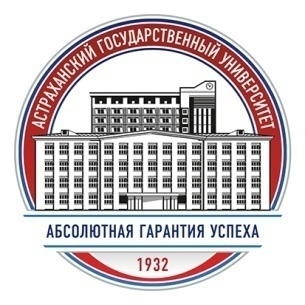 АСТРАХАНСКИЙ ГОСУДАРСТВЕННЫЙ УНИВЕРСИТЕТ
АБСОЛЮТНАЯ ГАРАНТИЯ УСПЕХА
1932